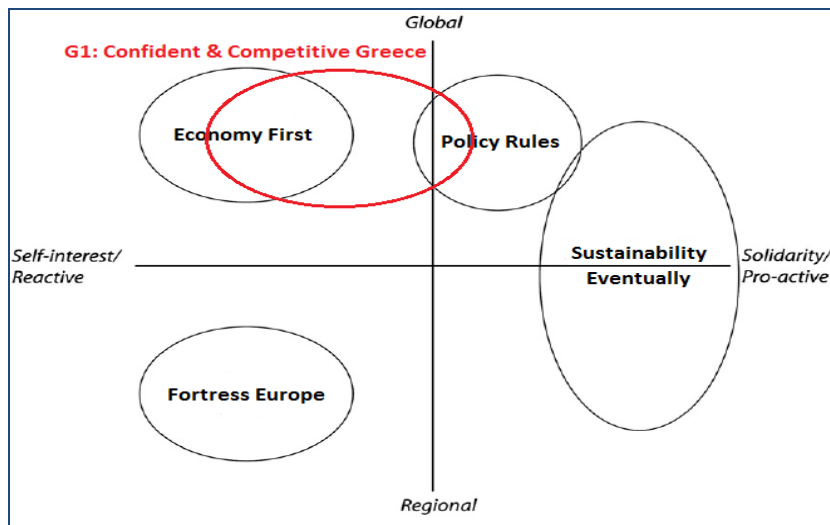 Global
G1: Confident & Competitive Greece
Economy First
Policy Rules
Self-interest/
Reactive
Sustainability
Eventually
Solidarity/
Pro-active
Fortress Europe
Regional